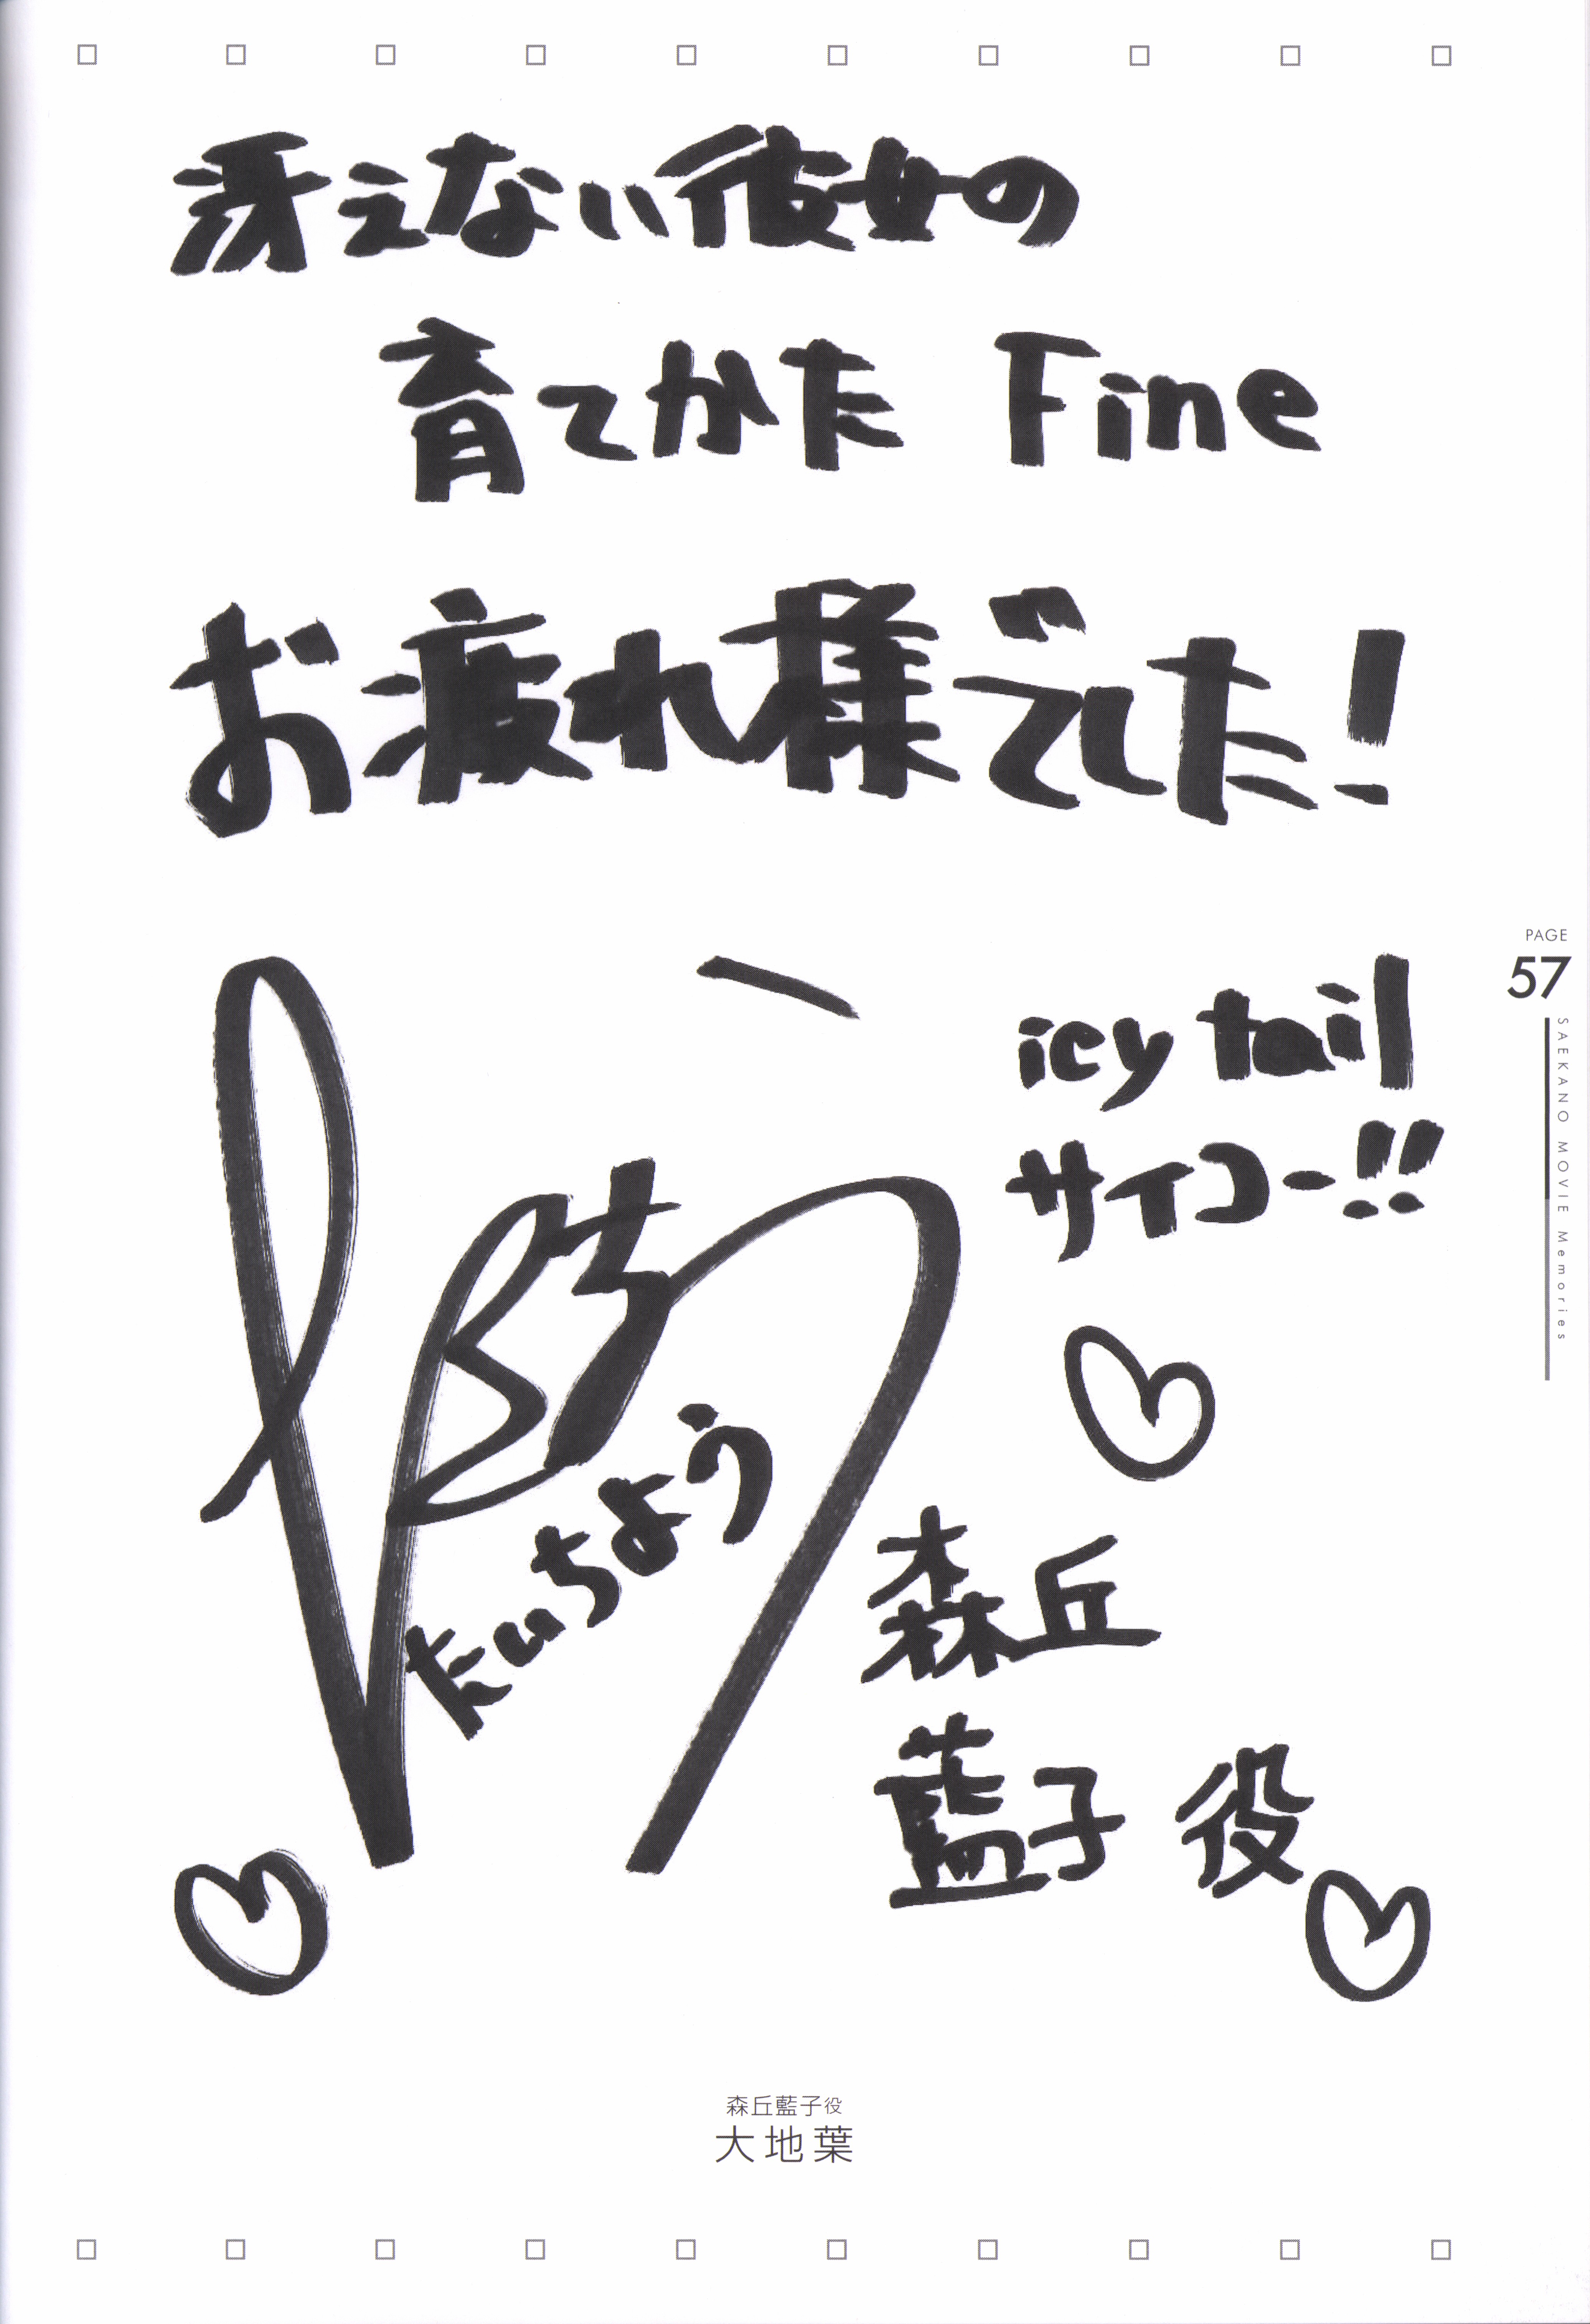 冴えない彼女の
育てかた Fine
お疲れ様でした!
icy tail
サイコー!!
たいちょう
森丘
藍子 役
PAGE
57
SAEKANO MOVIE Memories
森丘藍子役
大地葉